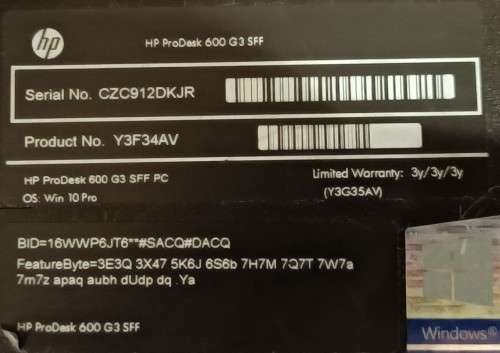 hp
HP ProDesk 600 G3 SFF
Serial No. CZC912DKJR
Product No. Y3F34AV
HP ProDesk 600 G3 SFF PC
Limited Warranty: 3y/3y/3y
OS: Win 10 Pro
(Y3G35AV)
BID=16WWP6JT6**#SACQ#DACQ
FeatureByte=3E3Q 3X47 5K6J 6S6b 7H7M 7Q7T 7W7a
7m7z apaq aubh dUdp dq .Ya
HP ProDesk 600 G3 SFF
Windows®